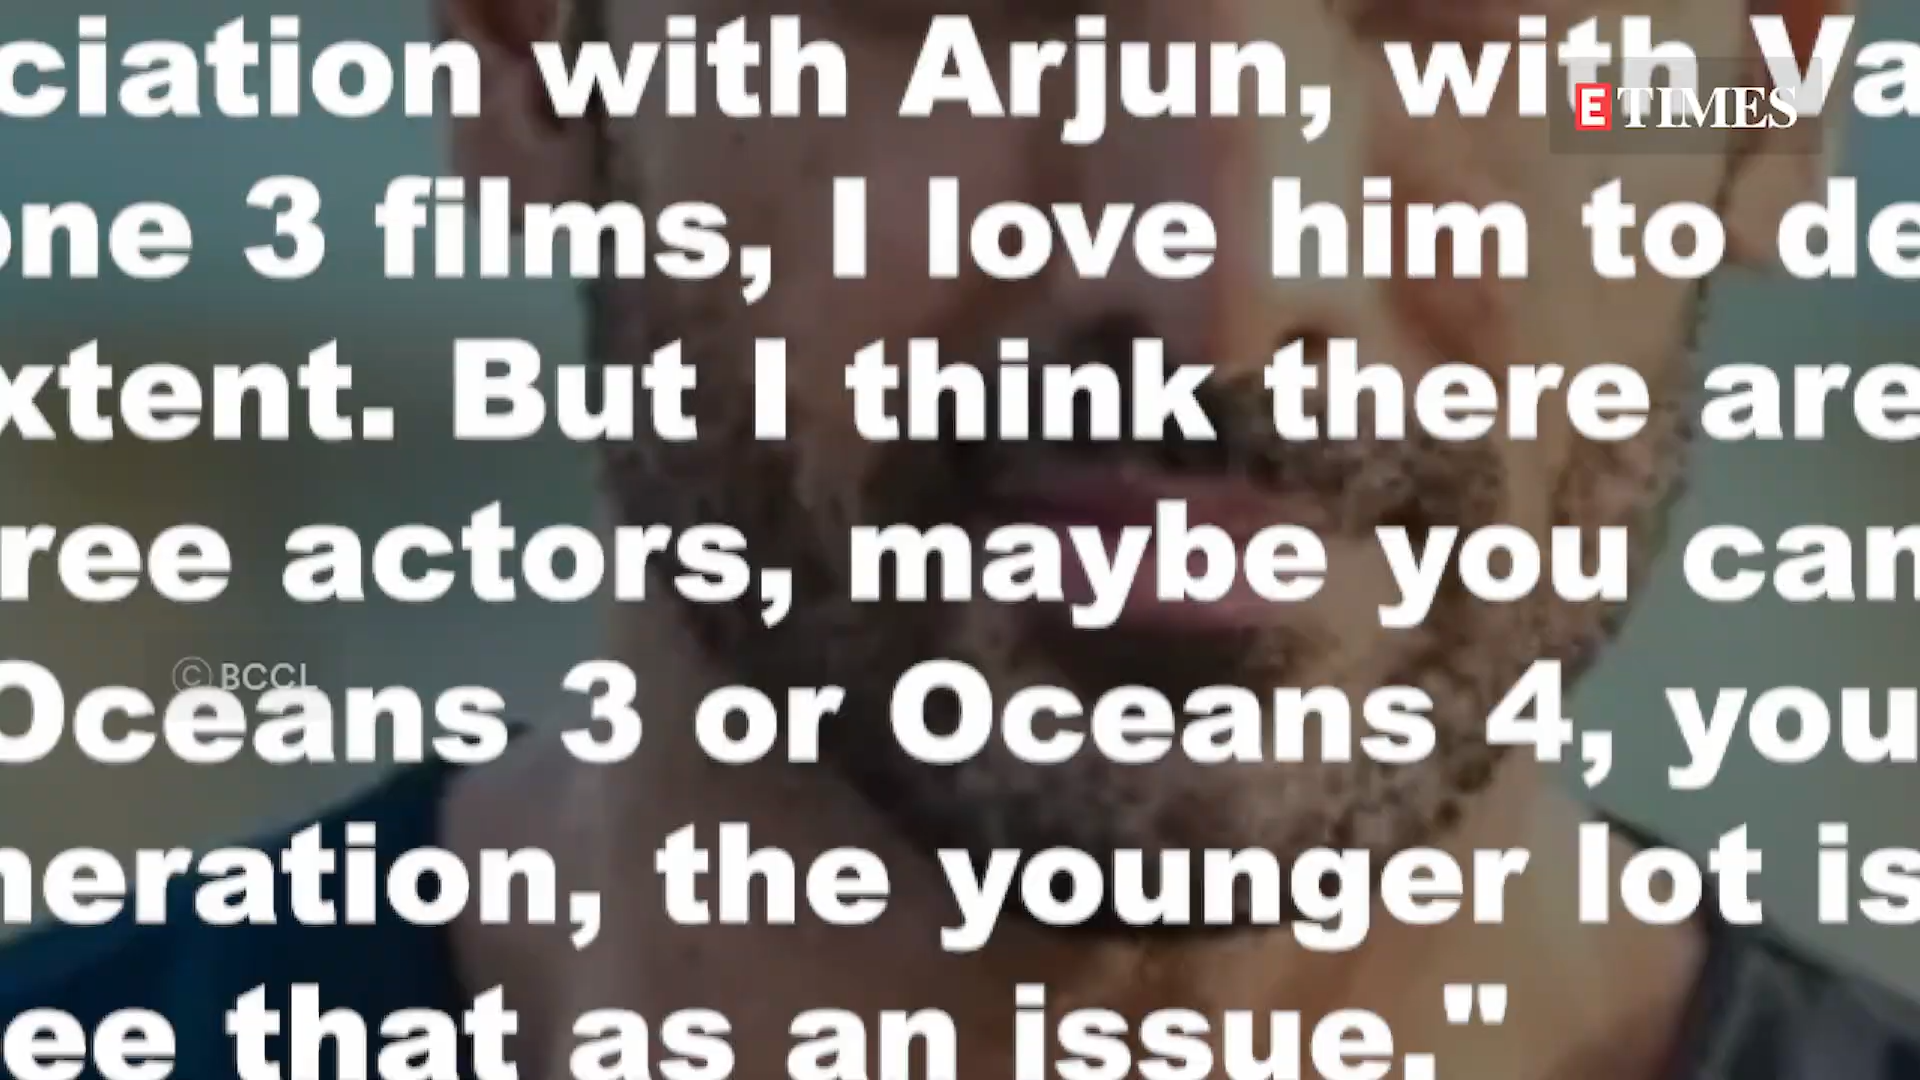 ciation with Arjun, with Va
ETIMES
one 3 films, I love him to de
xtent. But I think there are
ree actors, maybe you can
© BCCL
Oceans 3 or Oceans 4, you
neration, the younger lot is
ee that as an issue."